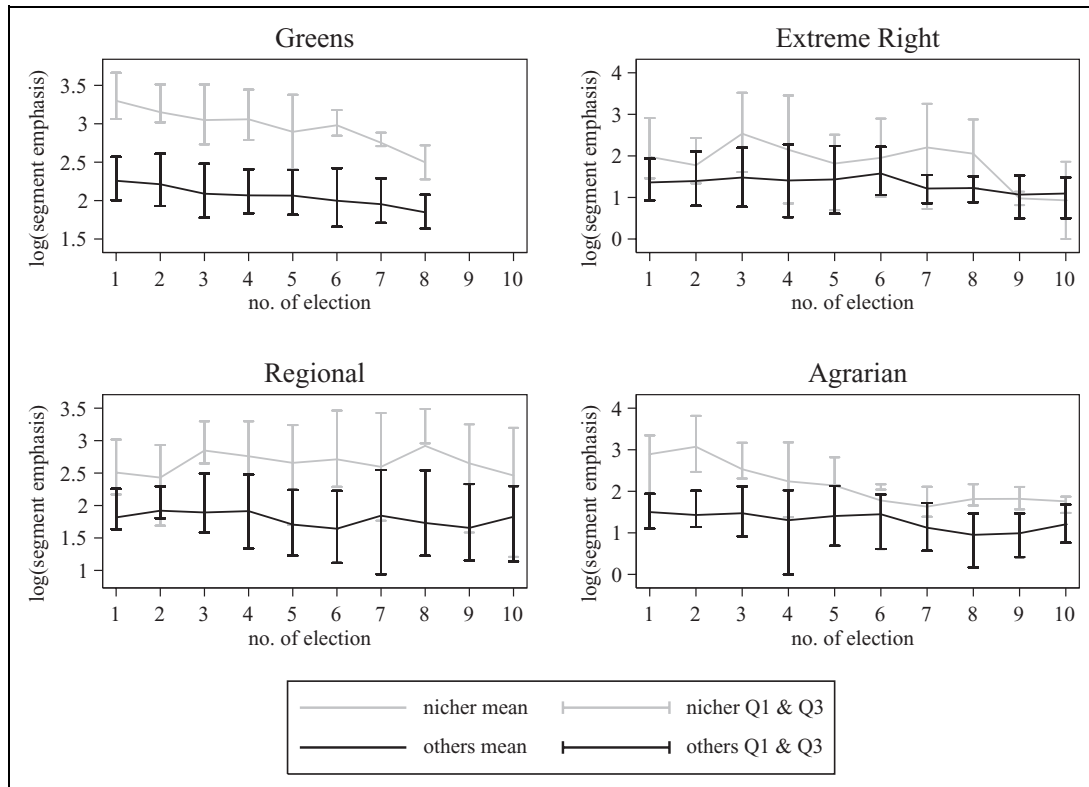 Greens
log(segment emphasis)
3.5
3
2.5
2
1.5
1 2 3 4 5 6 7 8 9 10
no. of election
Extreme Right
log(segment emphasis)
4
3
2
1
0
1 2 3 4 5 6 7 8 9 10
no. of election
Regional
log(segment emphasis)
3.5
3
2.5
2
1.5
1
1 2 3 4 5 6 7 8 9 10
no. of election
Agrarian
log(segment emphasis)
4
3
2
1
0
1 2 3 4 5 6 7 8 9 10
no. of election
nicher mean nicher Q1 & Q3
others mean others Q1 & Q3